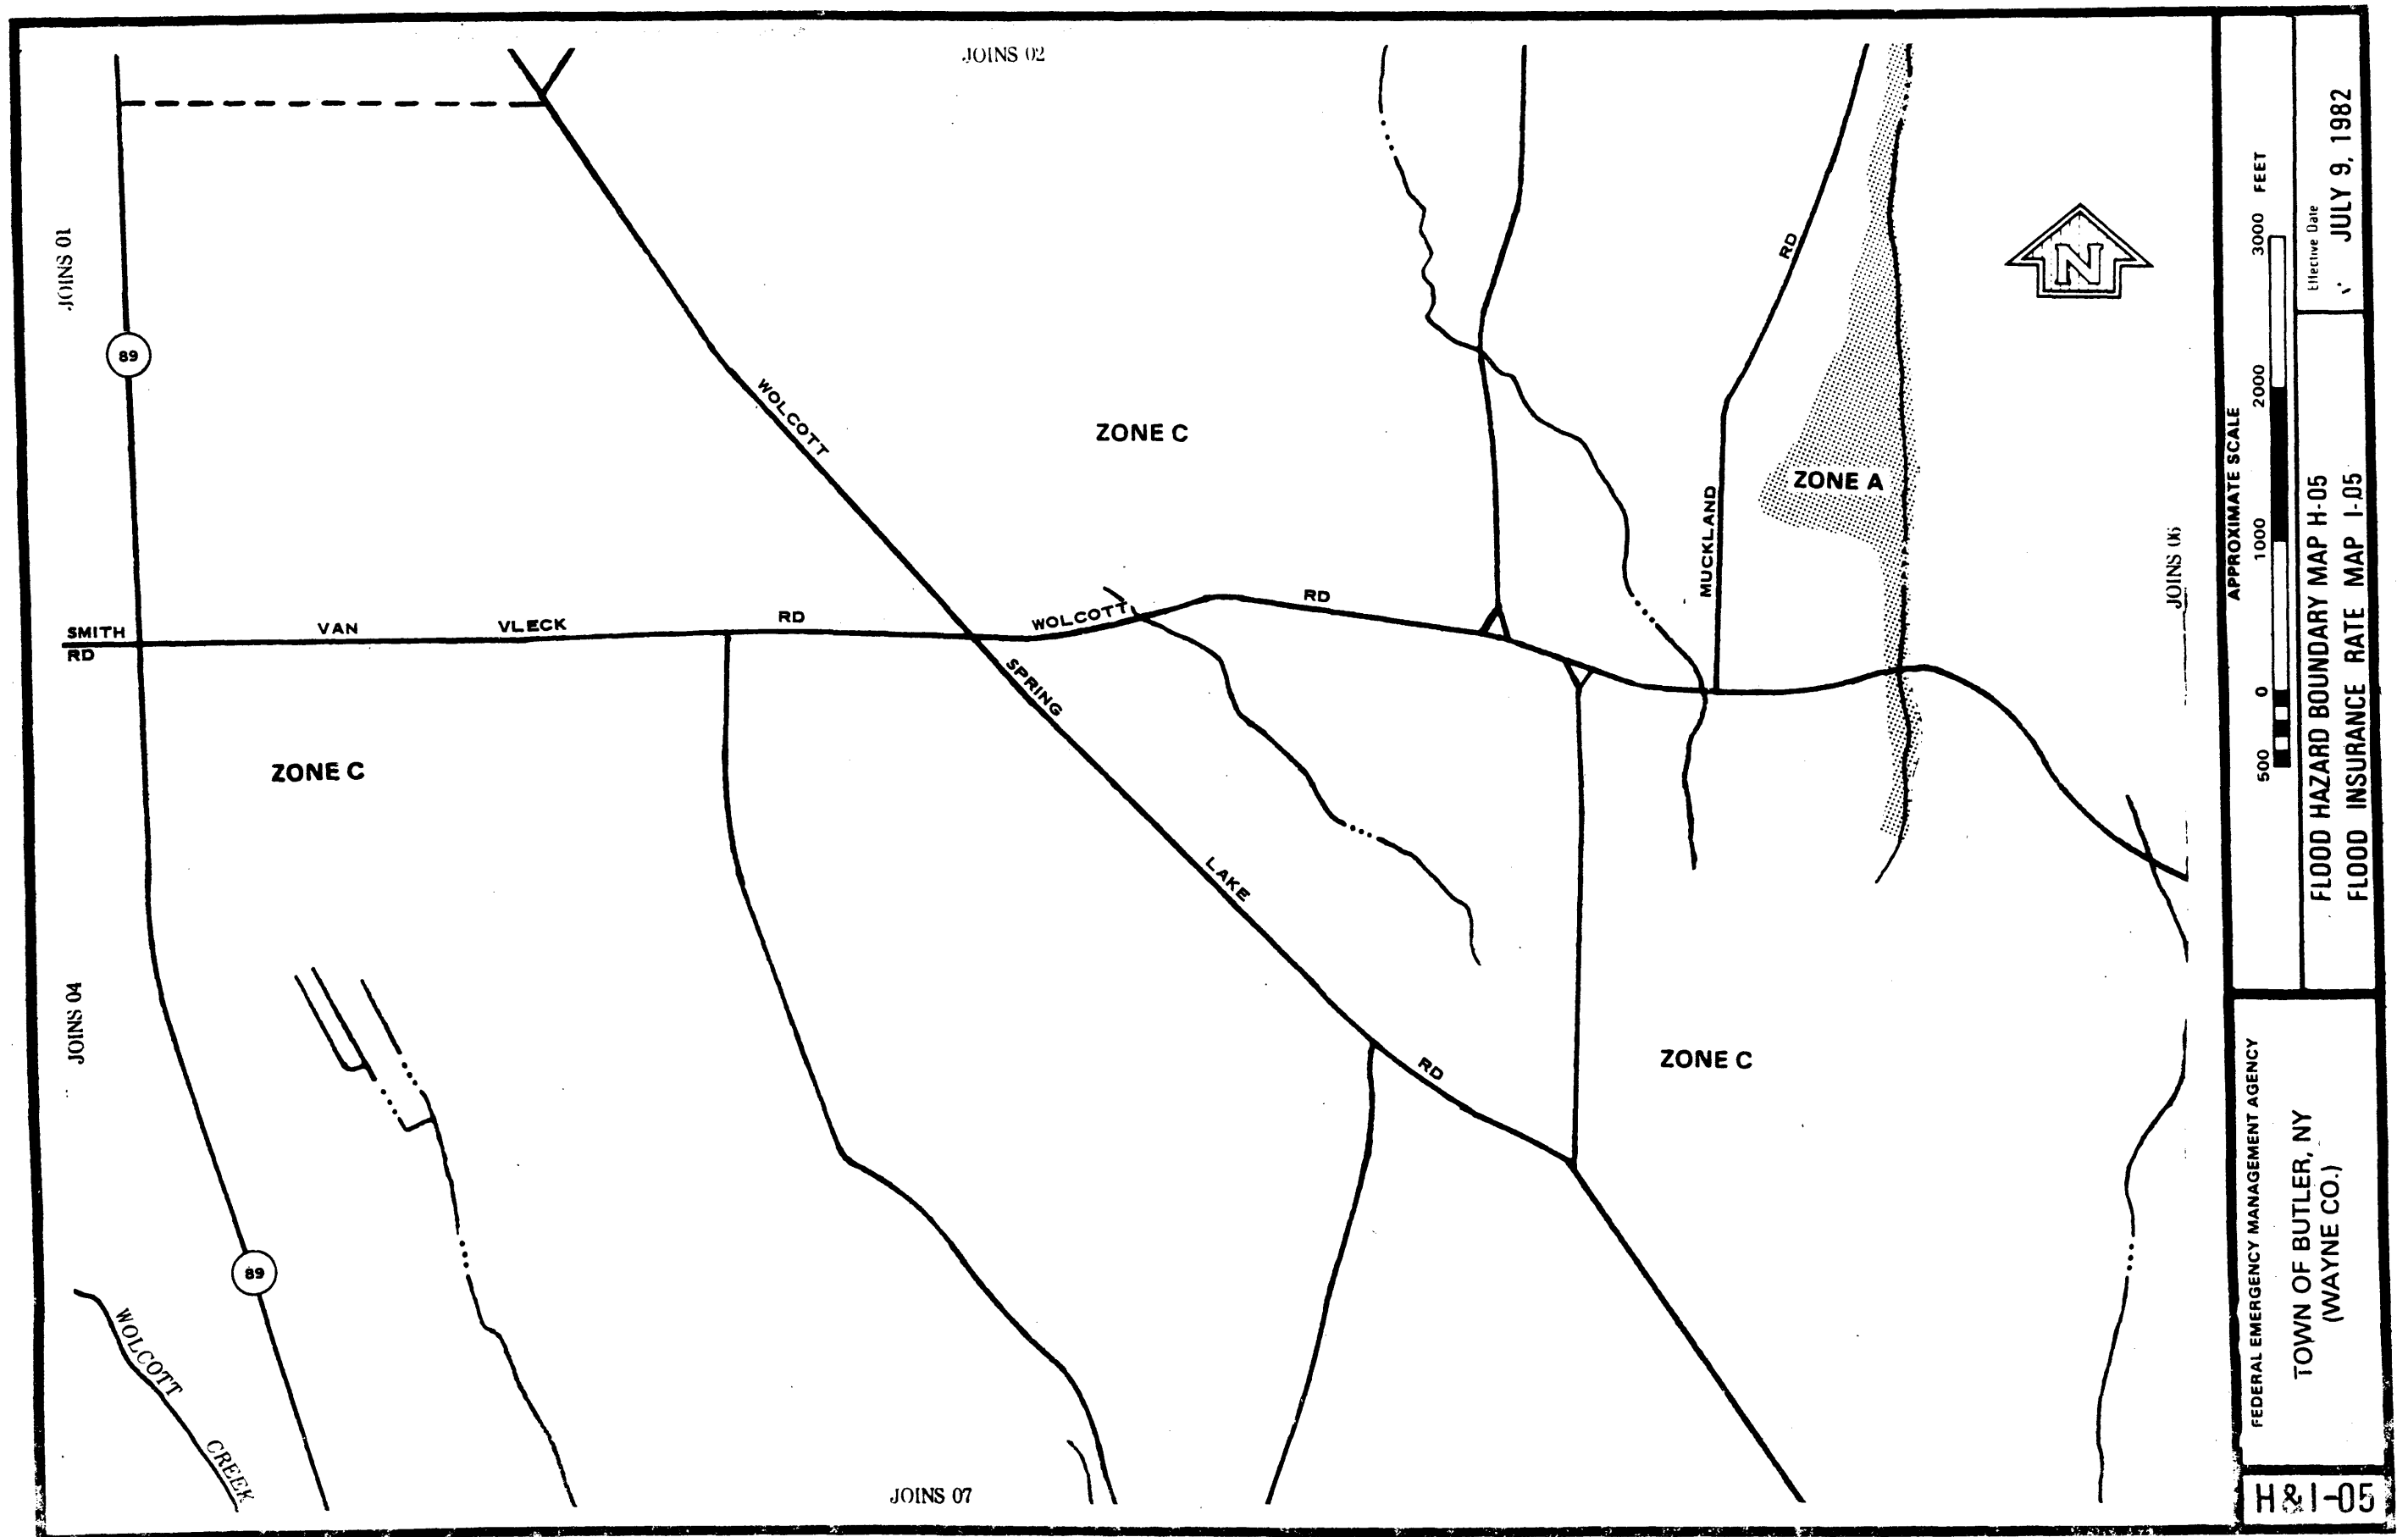 JOINS 02
JOINS 01
89
WOLCOTT
ZONE C
RD
N
ZONE A
MUCKLAND
JOINS 06
SMITH
RD
VAN VLECK RD
WOLCOTT RD
SPRING
ZONE C
LAKE
JOINS 04
RD
ZONE C
89
WOLCOTT
CREEK
JOINS 07
APPROXIMATE SCALE
500 0 1000 2000 3000 FEET
Effective Date
JULY 9, 1982
FLOOD HAZARD BOUNDARY MAP H-05
FLOOD INSURANCE RATE MAP I-05
FEDERAL EMERGENCY MANAGEMENT AGENCY
TOWN OF BUTLER, NY
(WAYNE CO.)
H&I-05